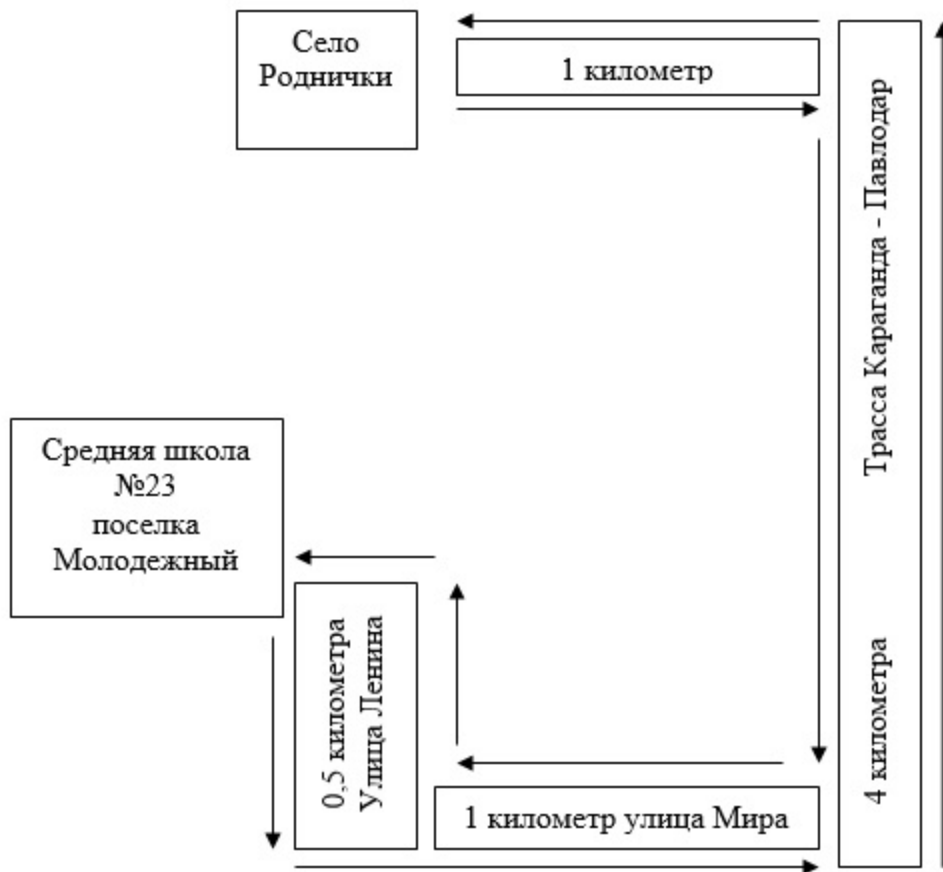 Село
Роднички
1 километр
Трасса Караганда - Павлодар
4 километра
Средняя школа
№23
поселка
Молодежный
0,5 километра
Улица Ленина
1 километр улица Мира